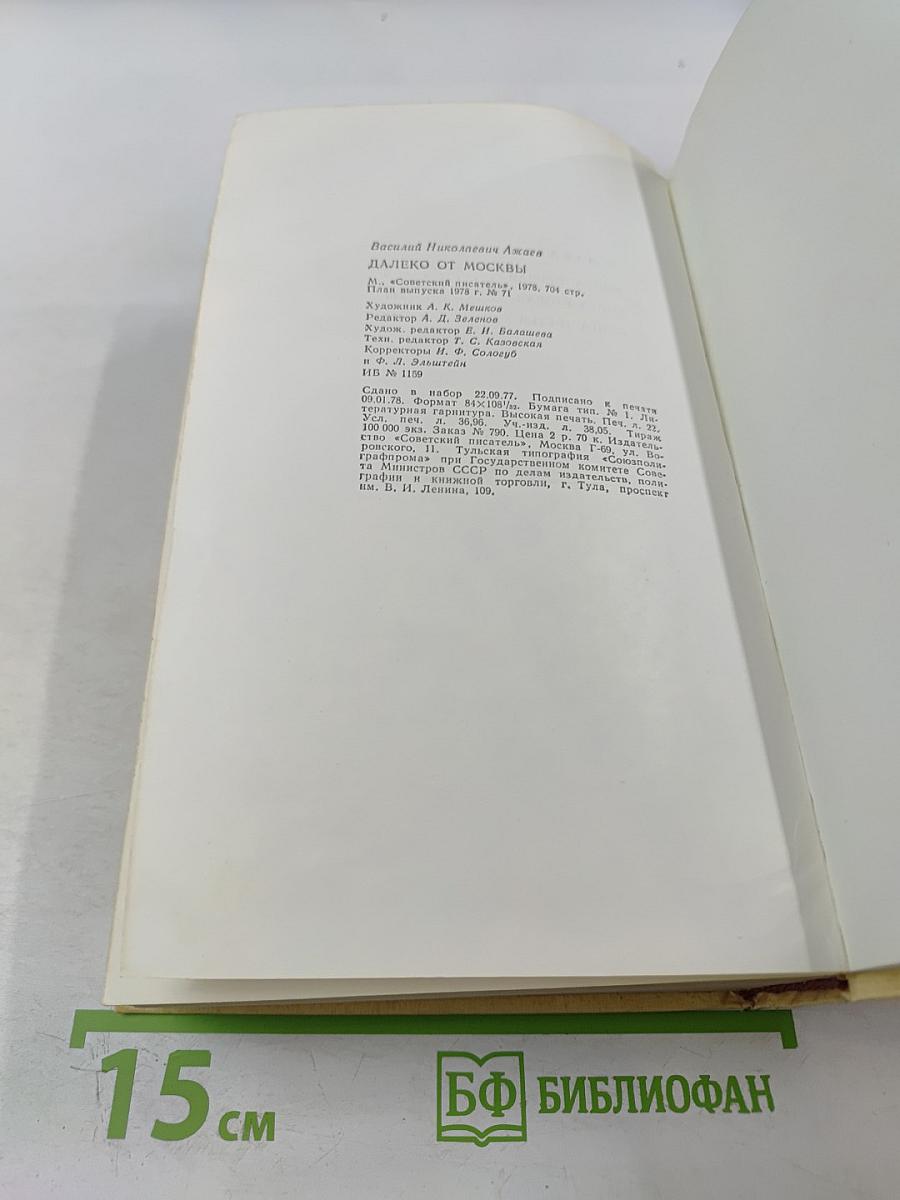 Василий Николаевич Ажаев
ДАЛЕКО ОТ МОСКВЫ
М., «Советский писатель», 1978, 704 стр.
План выпуска 1978 г. № 71
Художник А. К. Мешков
Редактор А. Д. Зеленов
Худож. редактор Е. И. Балашева
Техн. редактор Т. С. Казовская
Корректоры И. Ф. Сологуб
и Ф. Л. Эльштейн
ИБ № 1159
Сдано в набор 22.09.77. Подписано к печати
09.01.78. Формат 84×108¹/₃₂. Бумага тип. № 1. Ли-
тературная гарнитура. Высокая печать. Печ. л. 22.
Усл. печ. л. 36,96. Уч.-изд. л. 38,05. Тираж
100 000 экз. Заказ № 790. Цена 2 р. 70 к. Издатель-
ство «Советский писатель», Москва Г-69, ул. Во-
ровского, 11. Тульская типография «Союзполи-
графпрома» при Государственном комитете Сове-
та Министров СССР по делам издательств, поли-
графии и книжной торговли, г. Тула, проспект
им. В. И. Ленина, 109.
15 см
БФ БИБЛИОФАН